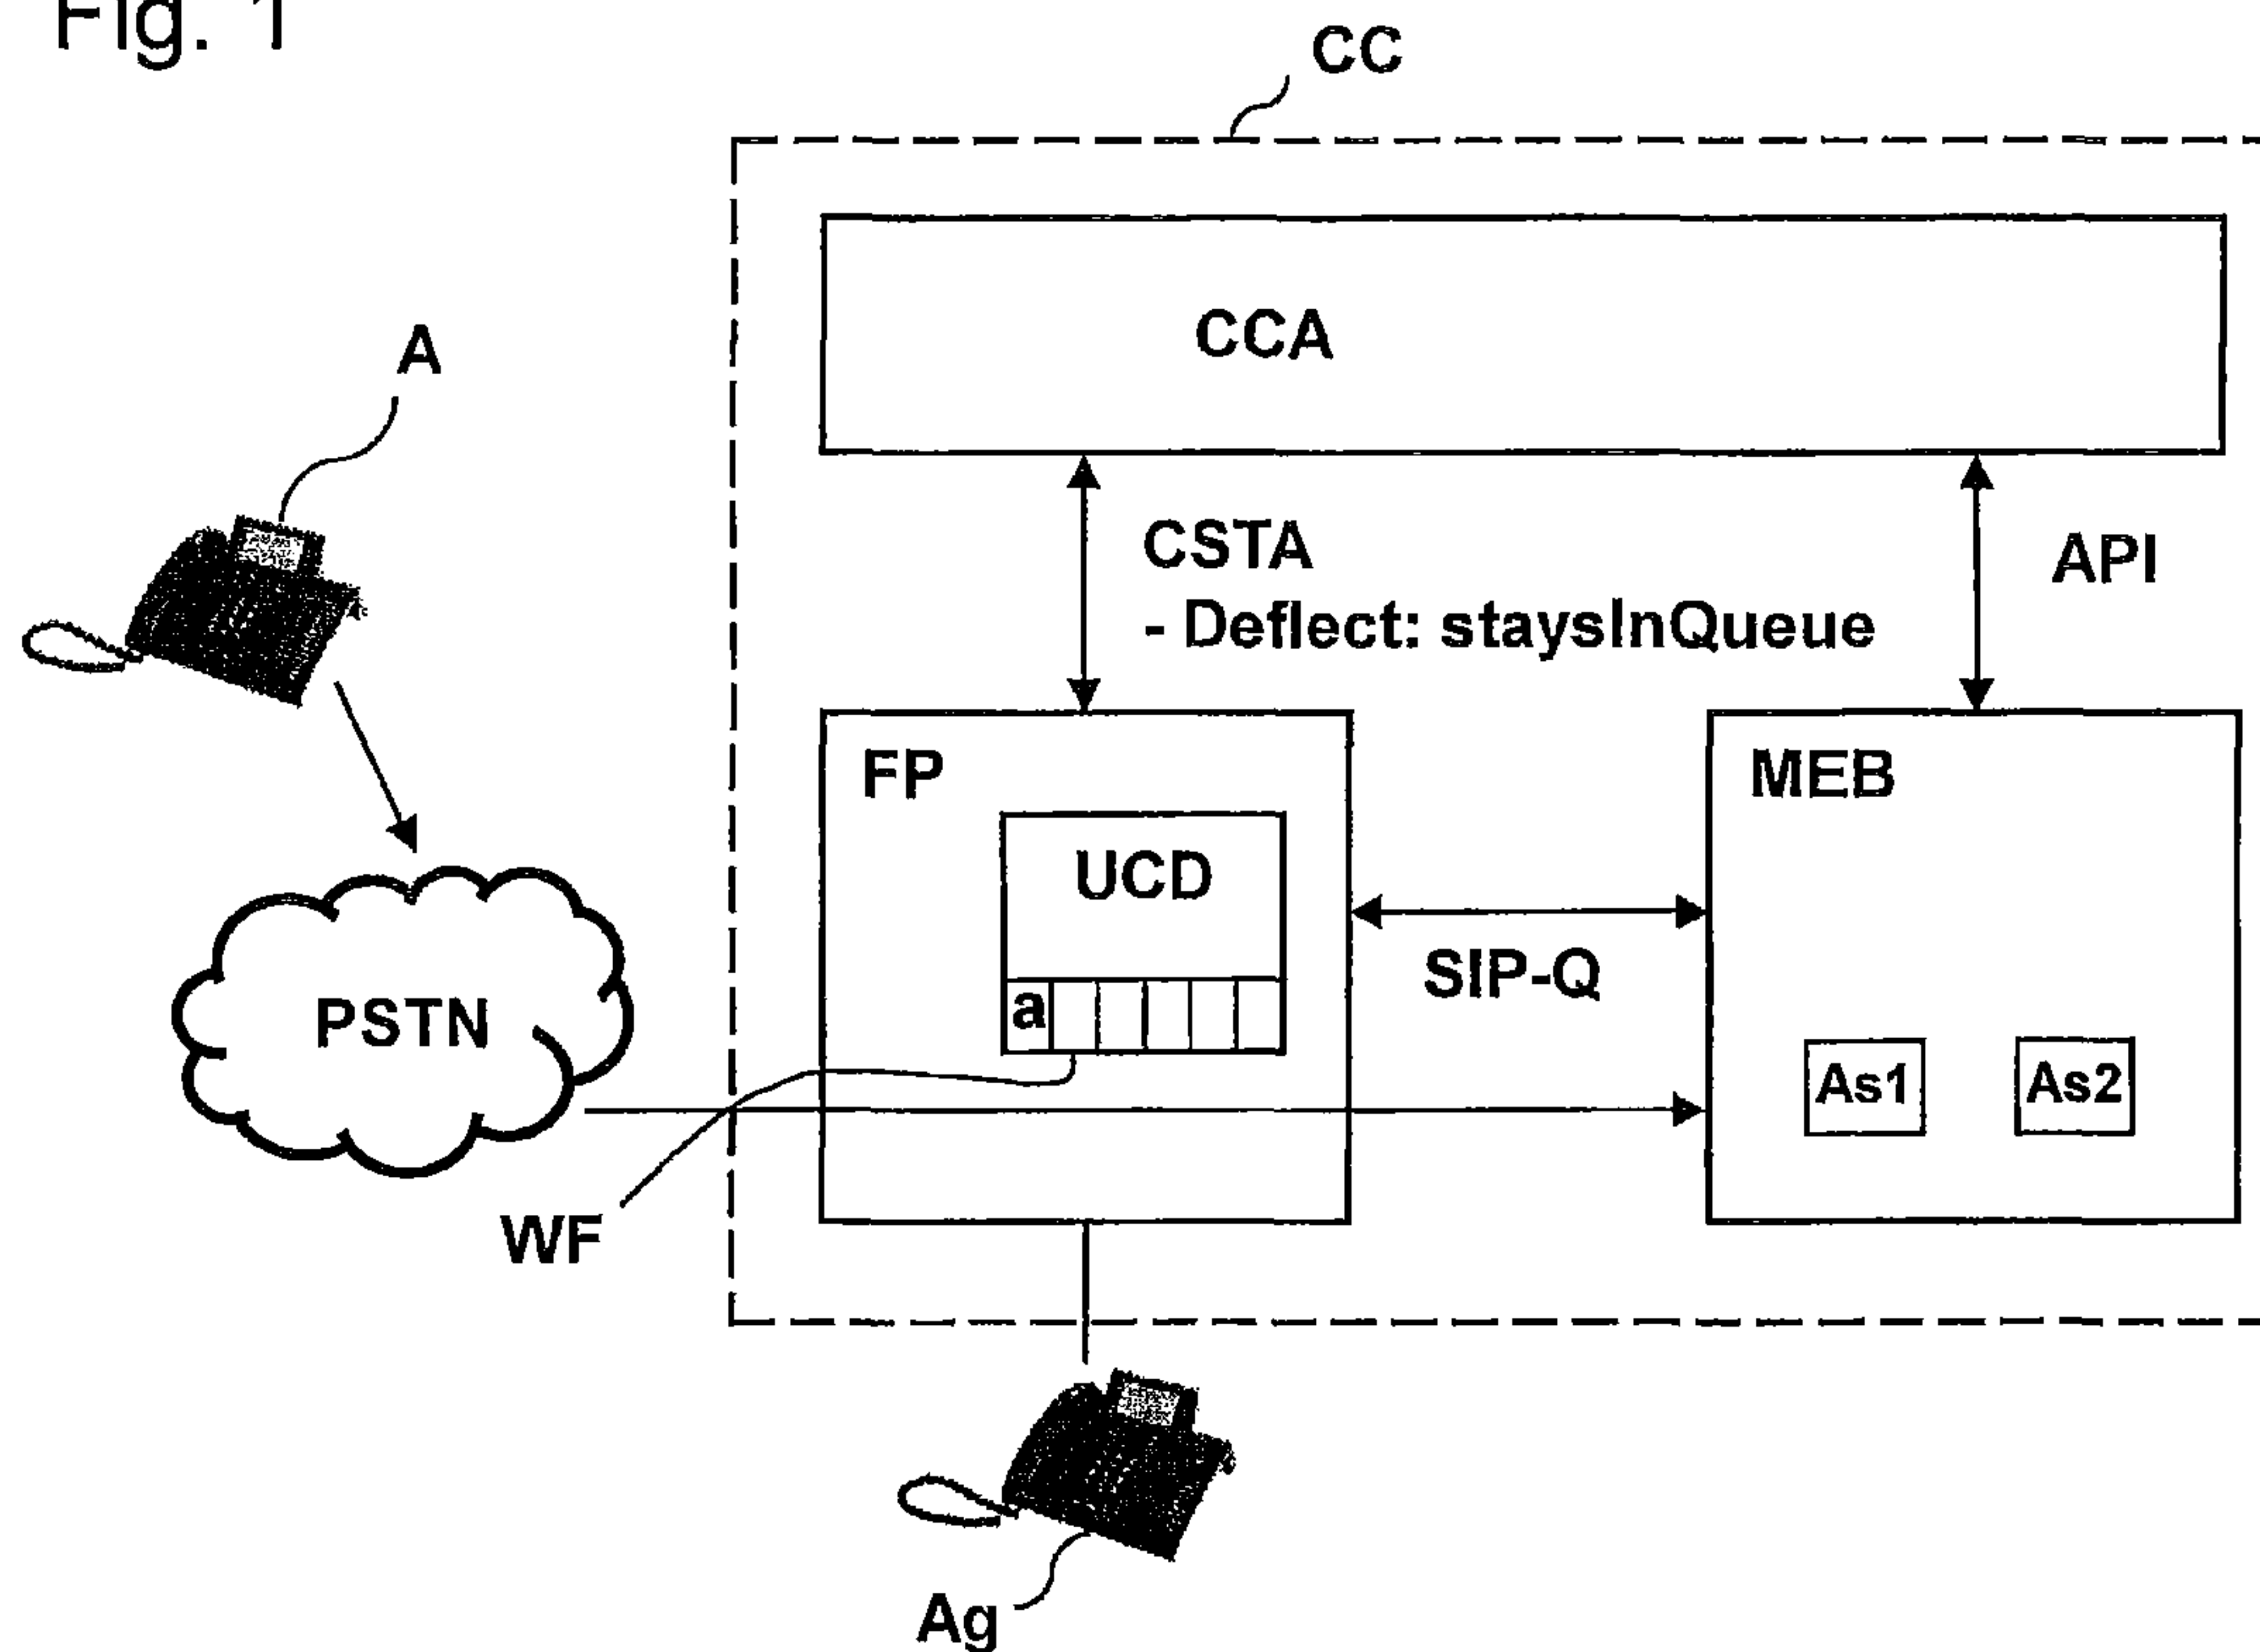 Fig. 1
CC
CCA
A
CSTA
- Deflect: staysInQueue
API
FP
MEB
UCD
a
SIP-Q
PSTN
As1
As2
WF
Ag